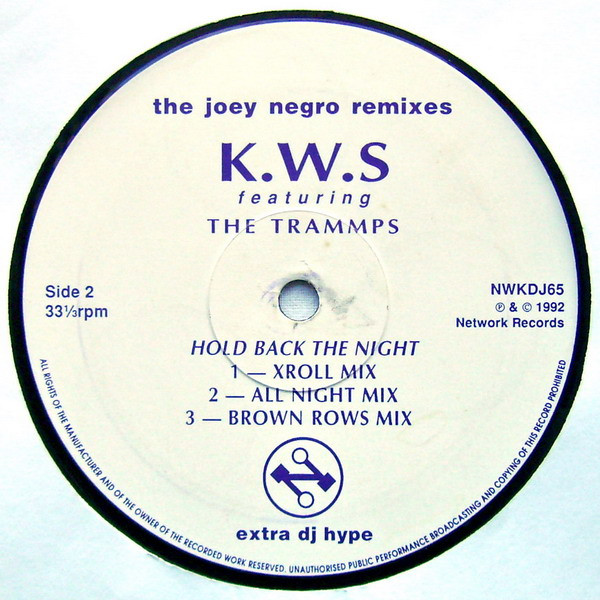 the joey negro remixes
K.W.S
featuring
THE TRAMMPS
Side 2
33⅓rpm
NWKDJ65
℗ & © 1992
Network Records
HOLD BACK THE NIGHT
1 — XROLL MIX
2 — ALL NIGHT MIX
3 — BROWN ROWS MIX
extra dj hype
ALL RIGHTS OF THE MANUFACTURER AND OF THE OWNER OF THE RECORDED WORK RESERVED. UNAUTHORISED PUBLIC PERFORMANCE BROADCASTING AND COPYING OF THIS RECORD PROHIBITED